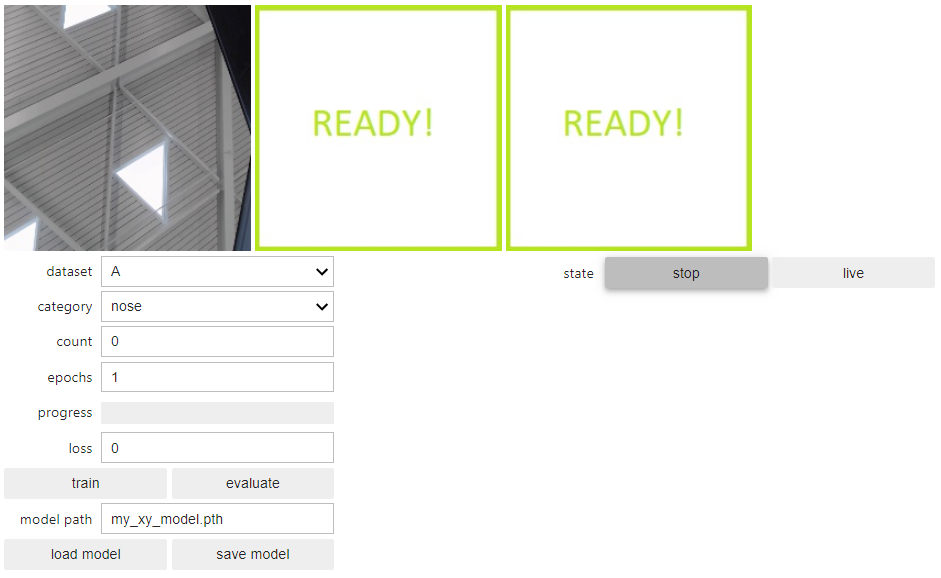 READY! READY!
dataset A
state stop live
category nose
count 0
epochs 1
progress
loss 0
train evaluate
model path my_xy_model.pth
load model save model